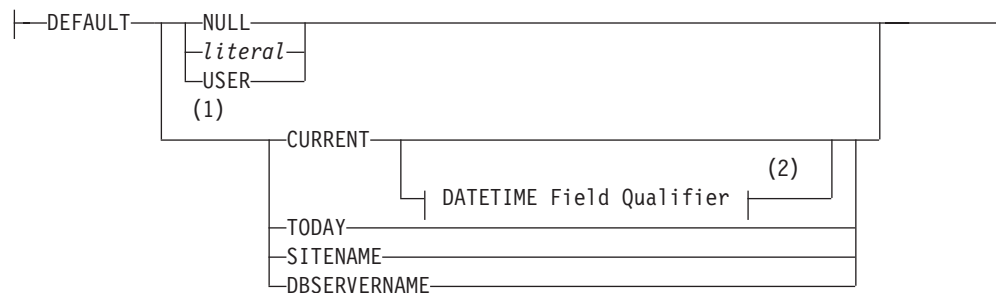 DEFAULT NULL
literal
USER
(1)
CURRENT
(2)
DATETIME Field Qualifier
TODAY
SITENAME
DBSERVERNAME